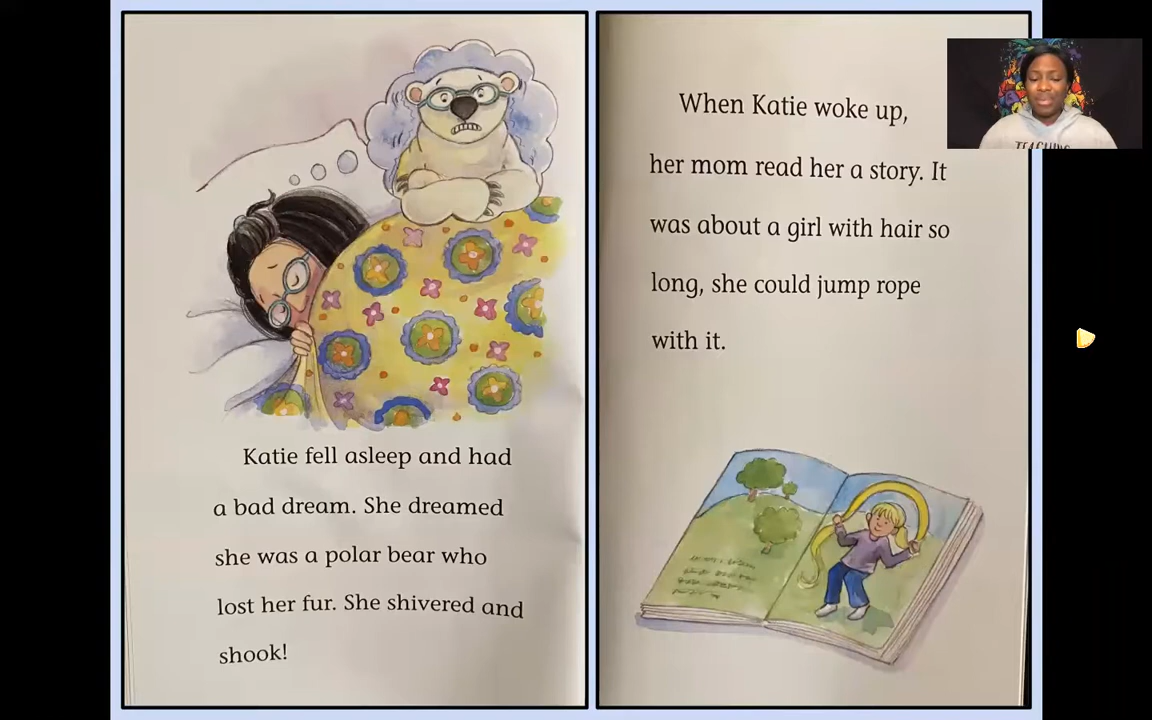 Katie fell asleep and had
a bad dream. She dreamed
she was a polar bear who
lost her fur. She shivered and
shook!
When Katie woke up,
her mom read her a story. It
was about a girl with hair so
long, she could jump rope
with it.
TEACHING